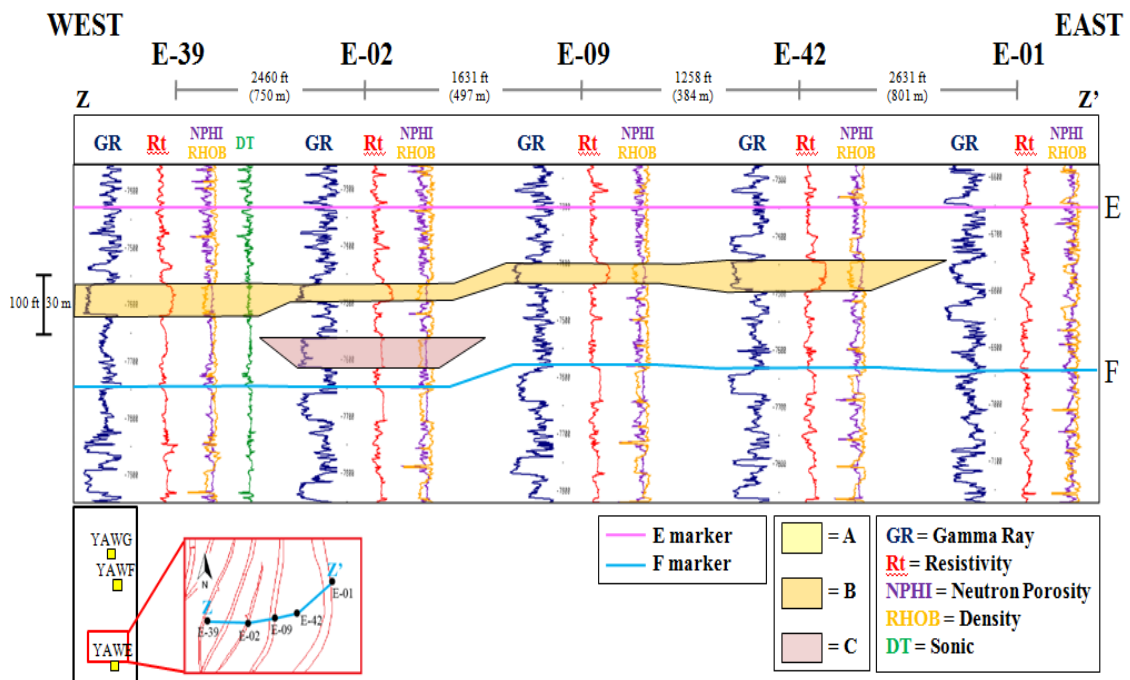 WEST
EAST
E-39
E-02
E-09
E-42
E-01
2460 ft
(750 m)
1631 ft
(497 m)
1258 ft
(384 m)
2631 ft
(801 m)
Z
Z'
GR Rt NPHI RHOB DT
GR Rt NPHI RHOB
GR Rt NPHI RHOB
GR Rt NPHI RHOB
GR Rt NPHI RHOB
E
F
100 ft
30 m
YAWG
YAWF
YAWE
N
Z
Z'
E-39
E-02
E-09
E-42
E-01
E marker
F marker
= A
= B
= C
GR = Gamma Ray
Rt = Resistivity
NPHI = Neutron Porosity
RHOB = Density
DT = Sonic